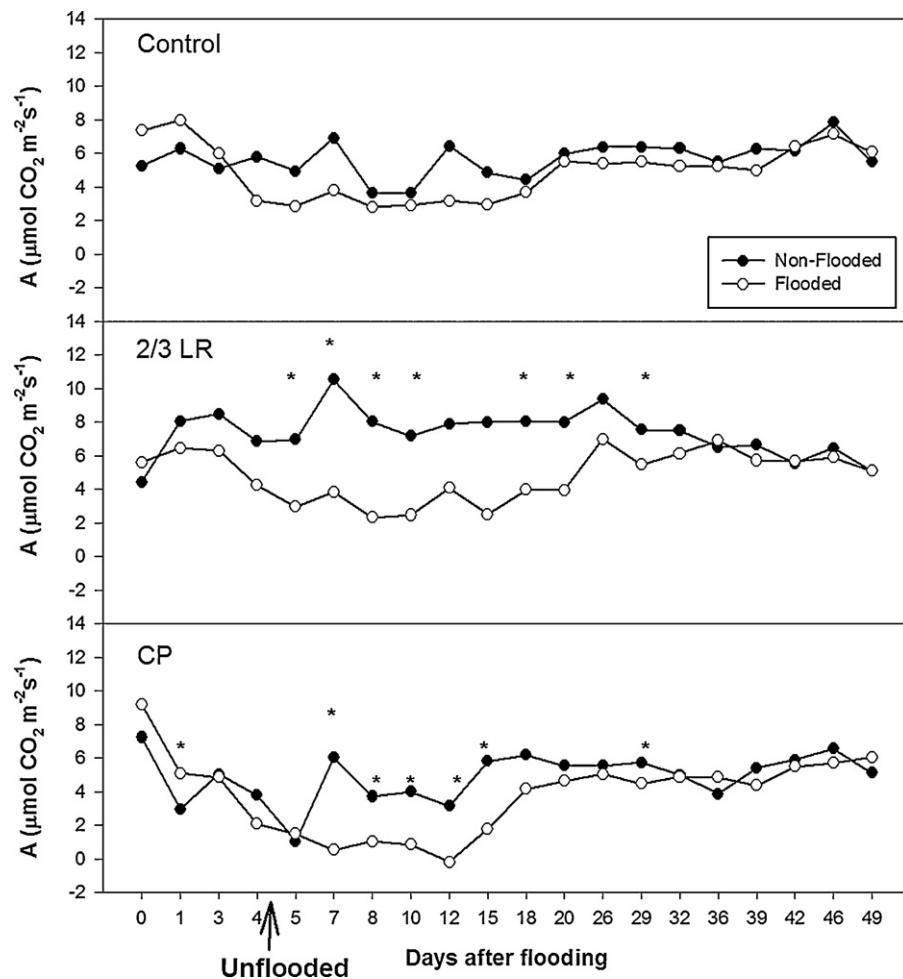 14
12
10
8
6
4
2
0
-2
A (μmol CO2 m-2s-1)
Control
Non-Flooded
Flooded
14
12
10
8
6
4
2
0
-2
A (μmol CO2 m-2s-1)
2/3 LR
* * * * * * *
14
12
10
8
6
4
2
0
-2
A (μmol CO2 m-2s-1)
CP
* * * * * * *
0 1 3 4 5 7 8 10 12 15 18 20 26 29 32 36 39 42 46 49
Unflooded
Days after flooding